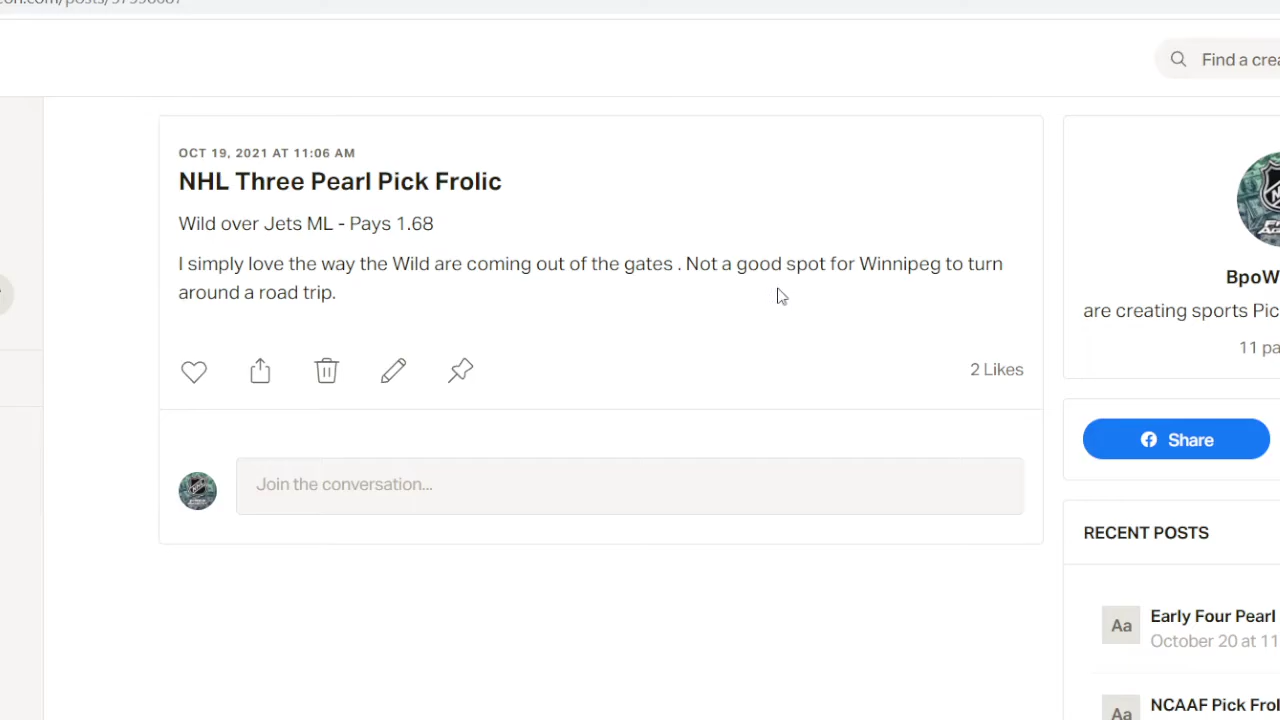 Find a crea
OCT 19, 2021 AT 11:06 AM
NHL Three Pearl Pick Frolic
Wild over Jets ML - Pays 1.68
I simply love the way the Wild are coming out of the gates . Not a good spot for Winnipeg to turn
around a road trip.
2 Likes
Join the conversation...
BpoW
are creating sports Pic
11 pa
Share
RECENT POSTS
Aa
Early Four Pearl
October 20 at 11
Aa
NCAAF Pick Frol